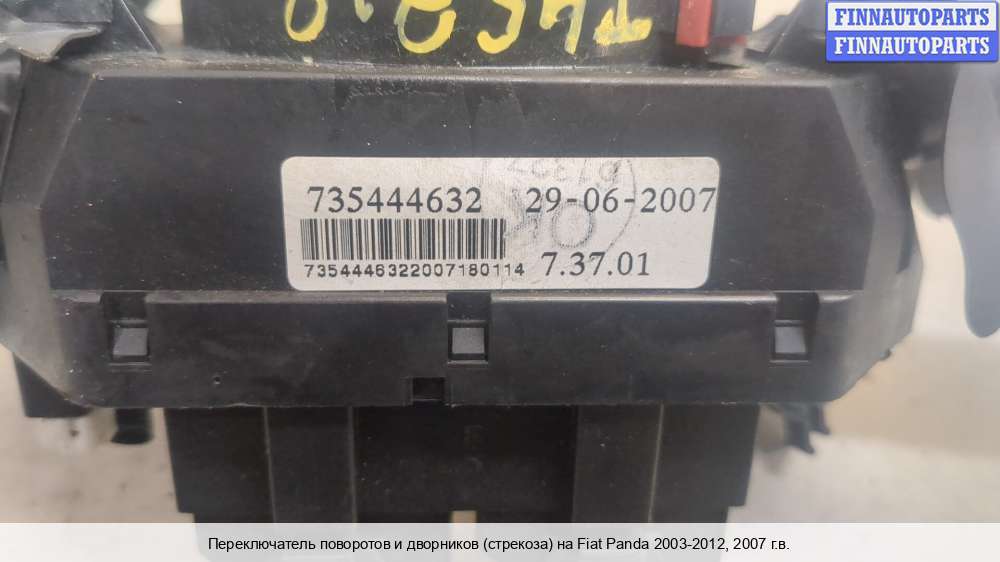 FINNAUTOPARTS
FINNAUTOPARTS
735444632 29-06-2007
7354446322007180114 7.37.01
OK
Переключатель поворотов и дворников (стрекоза) на Fiat Panda 2003-2012, 2007 г.в.